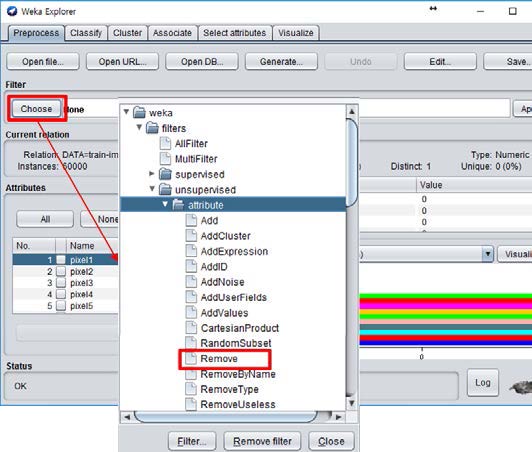 Weka Explorer
Preprocess Classify Cluster Associate Select attributes Visualize
Open file... Open URL... Open DB... Generate... Undo Edit... Save...
Filter
Choose None
weka
filters
AllFilter
MultiFilter
supervised
unsupervised
attribute
Add
AddCluster
AddExpression
AddID
AddNoise
AddUserFields
AddValues
CartesianProduct
RandomSubset
Remove
RemoveByName
RemoveType
RemoveUseless
Filter... Remove filter Close
Current relation
Relation: DATA=train-im
Instances: 60000
Attributes
All None
No. Name
1 pixel1
2 pixel2
3 pixel3
4 pixel4
5 pixel5
Status
OK
Type: Numeric
Distinct: 1 Unique: 0 (0%)
Value
0
0
0
0
0
Log